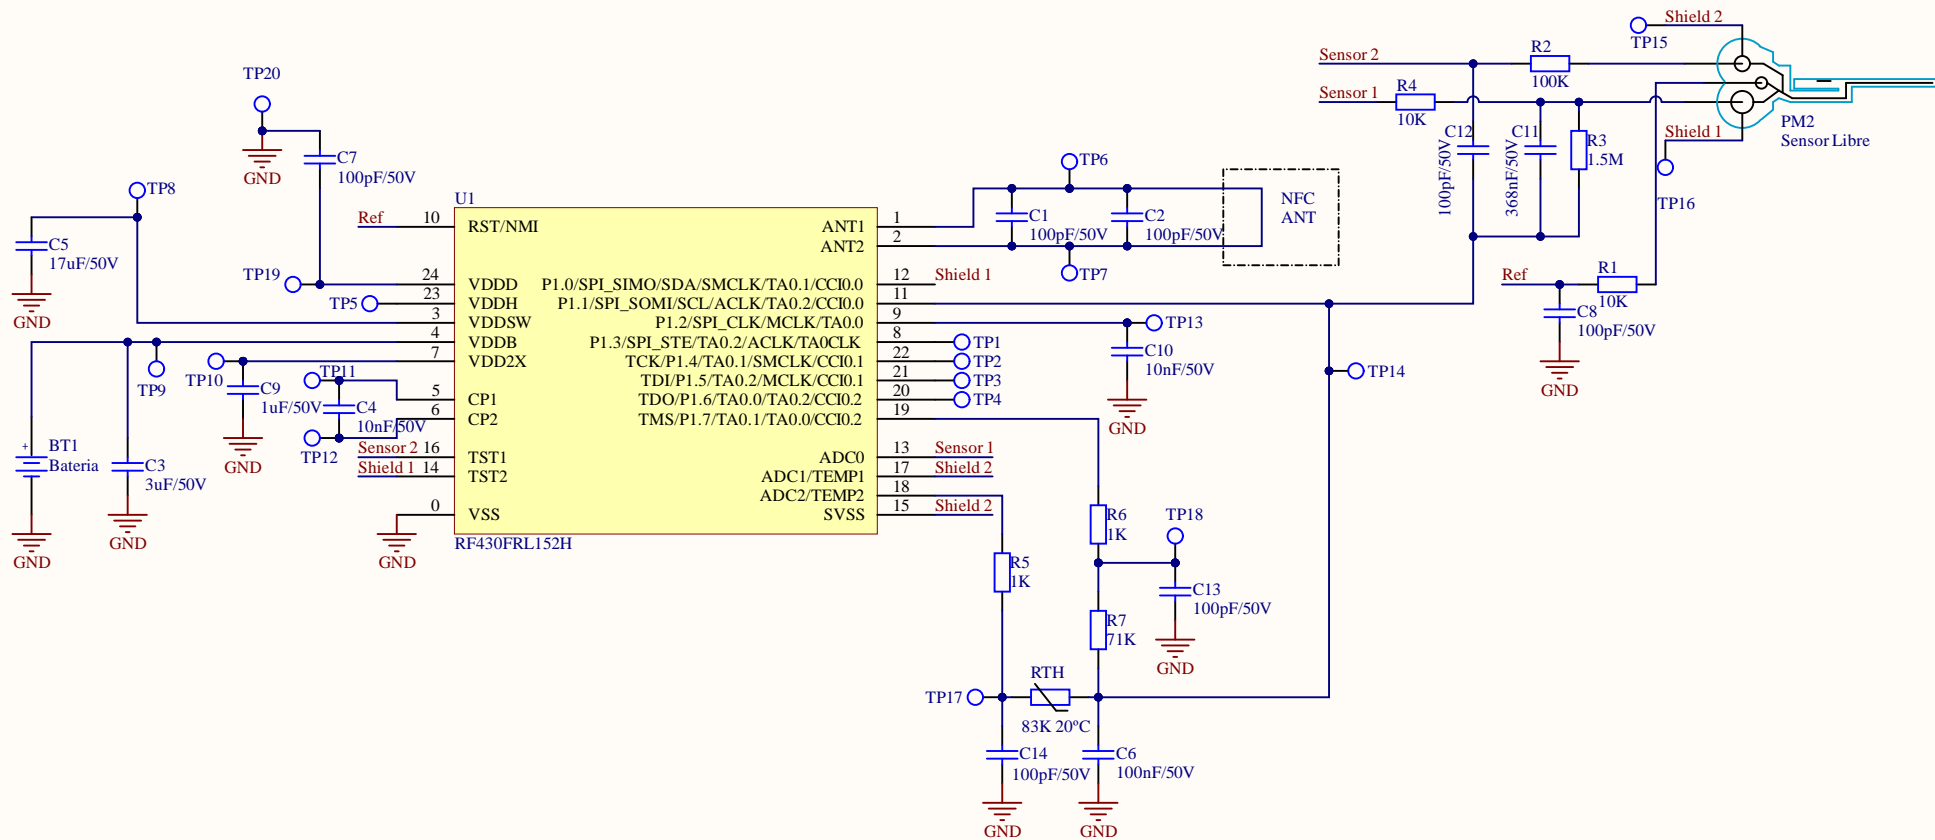 Shield 2
TP15
Sensor 2
R2
100K
Sensor 1
R4
10K
C12
100pF/50V
C11
368nF/50V
R3
1.5M
Shield 1
TP16
PM2
Sensor Libre
Ref
R1
10K
C8
100pF/50V
GND
TP20
GND
C7
100pF/50V
TP8
C5
17uF/50V
GND
TP19
TP5
TP9
TP10
C9
1uF/50V
GND
TP11
C4
10nF/50V
TP12
+
BT1
Bateria
GND
C3
3uF/50V
GND
U1
Ref 10 RST/NMI
24 VDDD
23 VDDH
3 VDDSW
4 VDDB
7 VDD2X
5 CP1
6 CP2
Sensor 2 16 TST1
Shield 1 14 TST2
0 VSS
GND
RF430FRL152H
ANT1 1
ANT2 2
P1.0/SPI_SIMO/SDA/SMCLK/TA0.1/CCI0.0 12 Shield 1
P1.1/SPI_SOMI/SCL/ACLK/TA0.2/CCI0.0 11
P1.2/SPI_CLK/MCLK/TA0.0 9
P1.3/SPI_STE/TA0.2/ACLK/TA0CLK 8 TP1
TCK/P1.4/TA0.1/SMCLK/CCI0.1 22 TP2
TDI/P1.5/TA0.2/MCLK/CCI0.1 21 TP3
TDO/P1.6/TA0.0/TA0.2/CCI0.2 20 TP4
TMS/P1.7/TA0.1/TA0.0/CCI0.2 19
ADC0 13 Sensor 1
ADC1/TEMP1 17 Shield 2
ADC2/TEMP2 18
SVSS 15 Shield 2
TP6
C1
100pF/50V
C2
100pF/50V
TP7
NFC
ANT
TP13
C10
10nF/50V
GND
TP14
R6
1K
TP18
R5
1K
C13
100pF/50V
GND
R7
71K
RTH
83K 20ºC
TP17
C14
100pF/50V
GND
C6
100nF/50V
GND